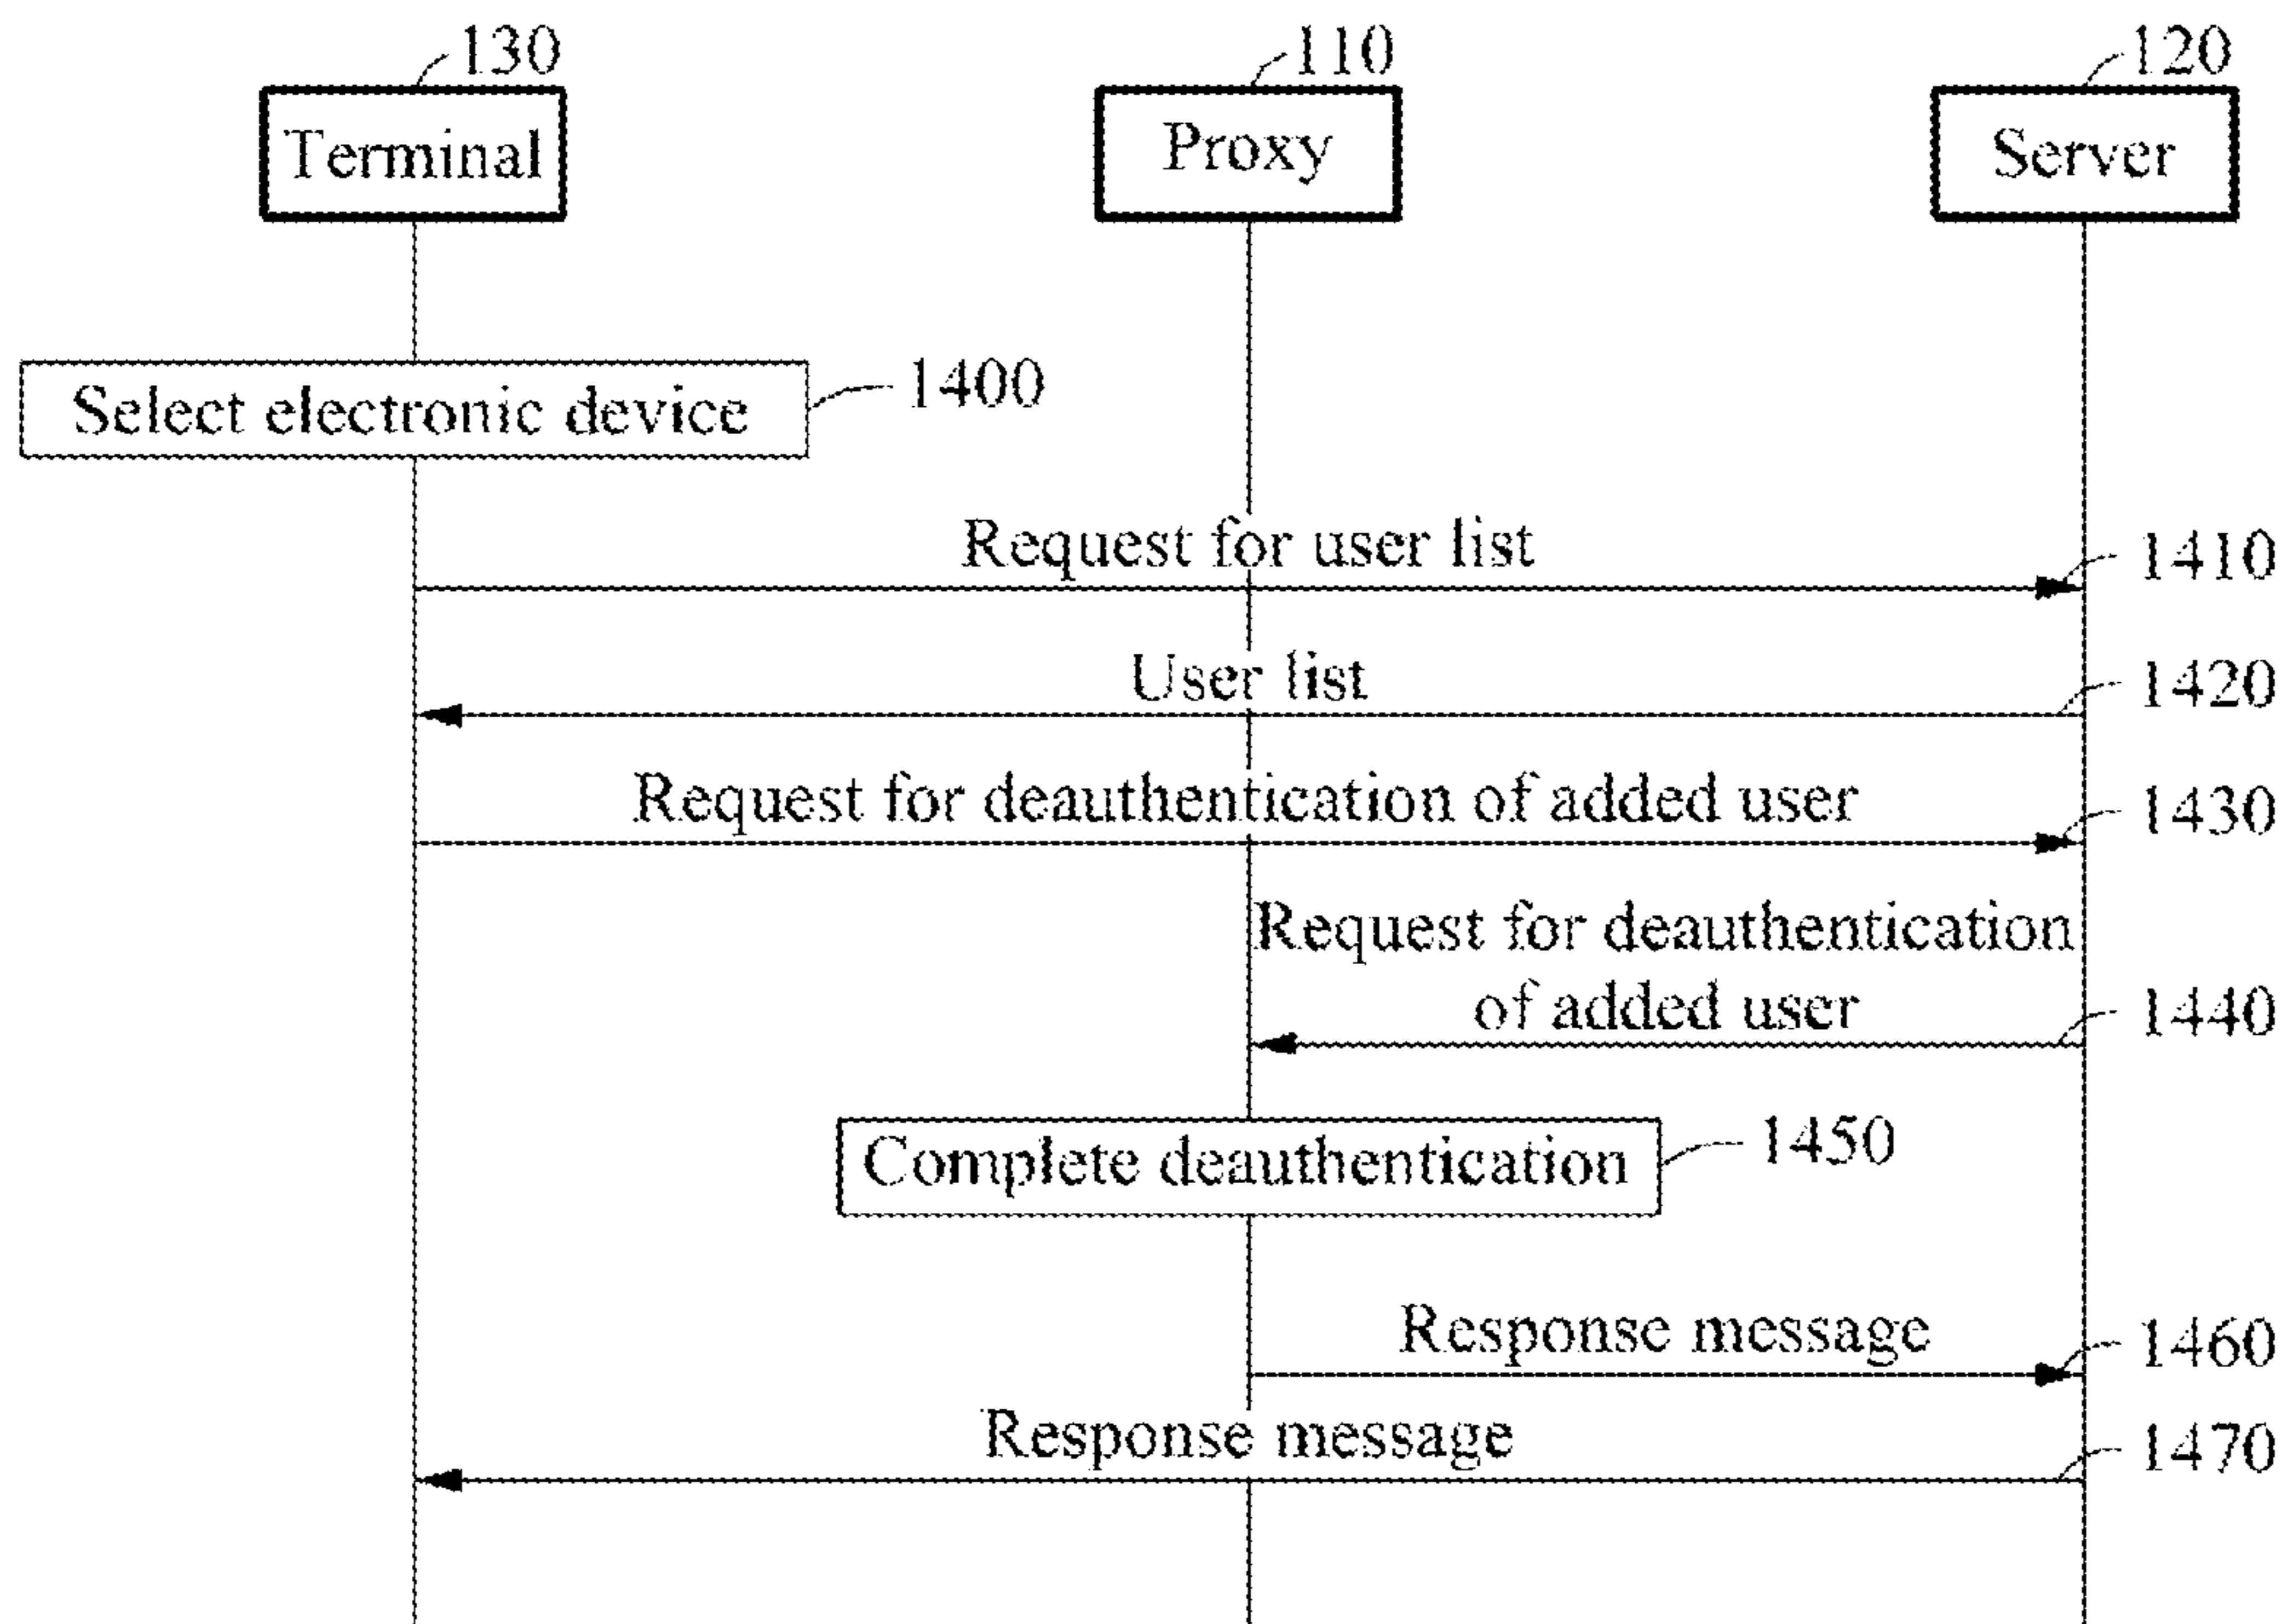 130
110
120
Terminal
Proxy
Server
Select electronic device
1400
Request for user list
1410
User list
1420
Request for deauthentication of added user
1430
Request for deauthentication
of added user
1440
Complete deauthentication
1450
Response message
1460
Response message
1470